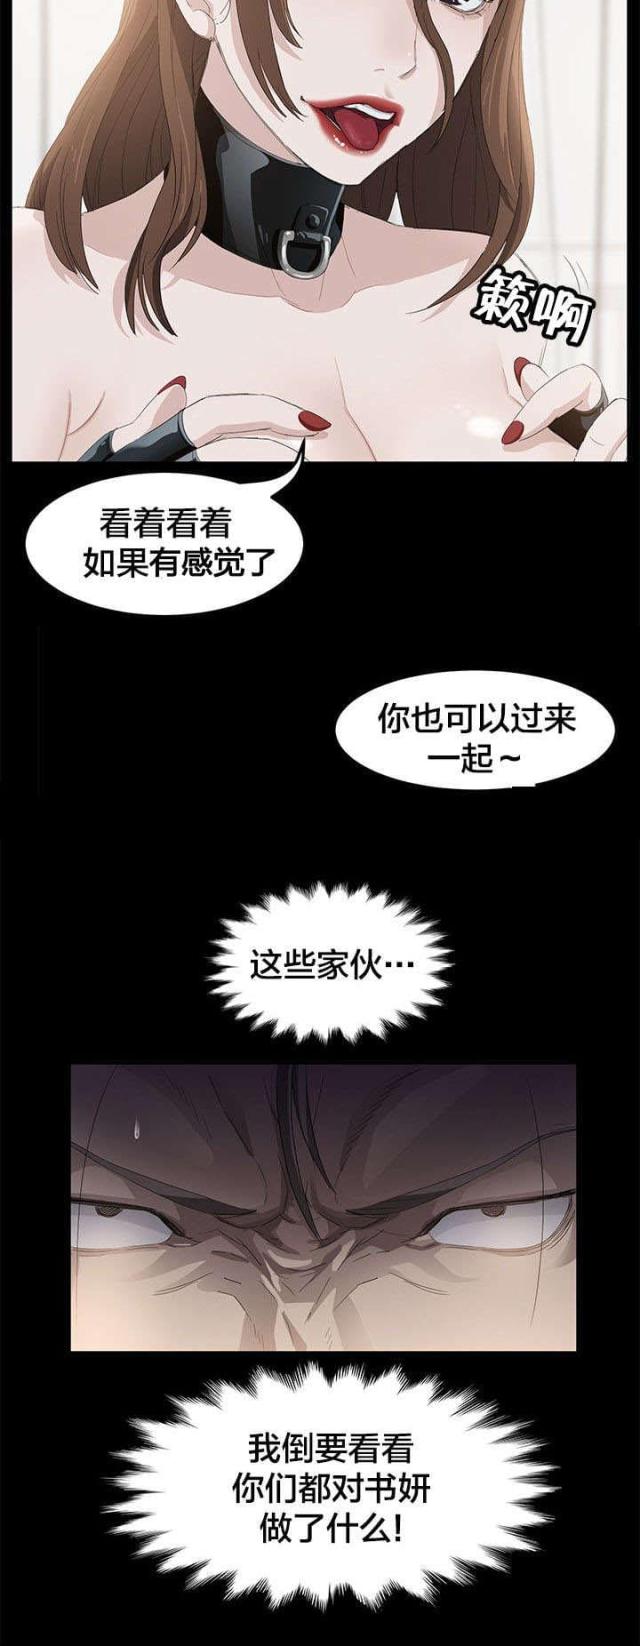 籁啊
看着看着
如果有感觉了
你也可以过来
一起~
这些家伙…
我倒要看看
你们都对书妍
做了什么!